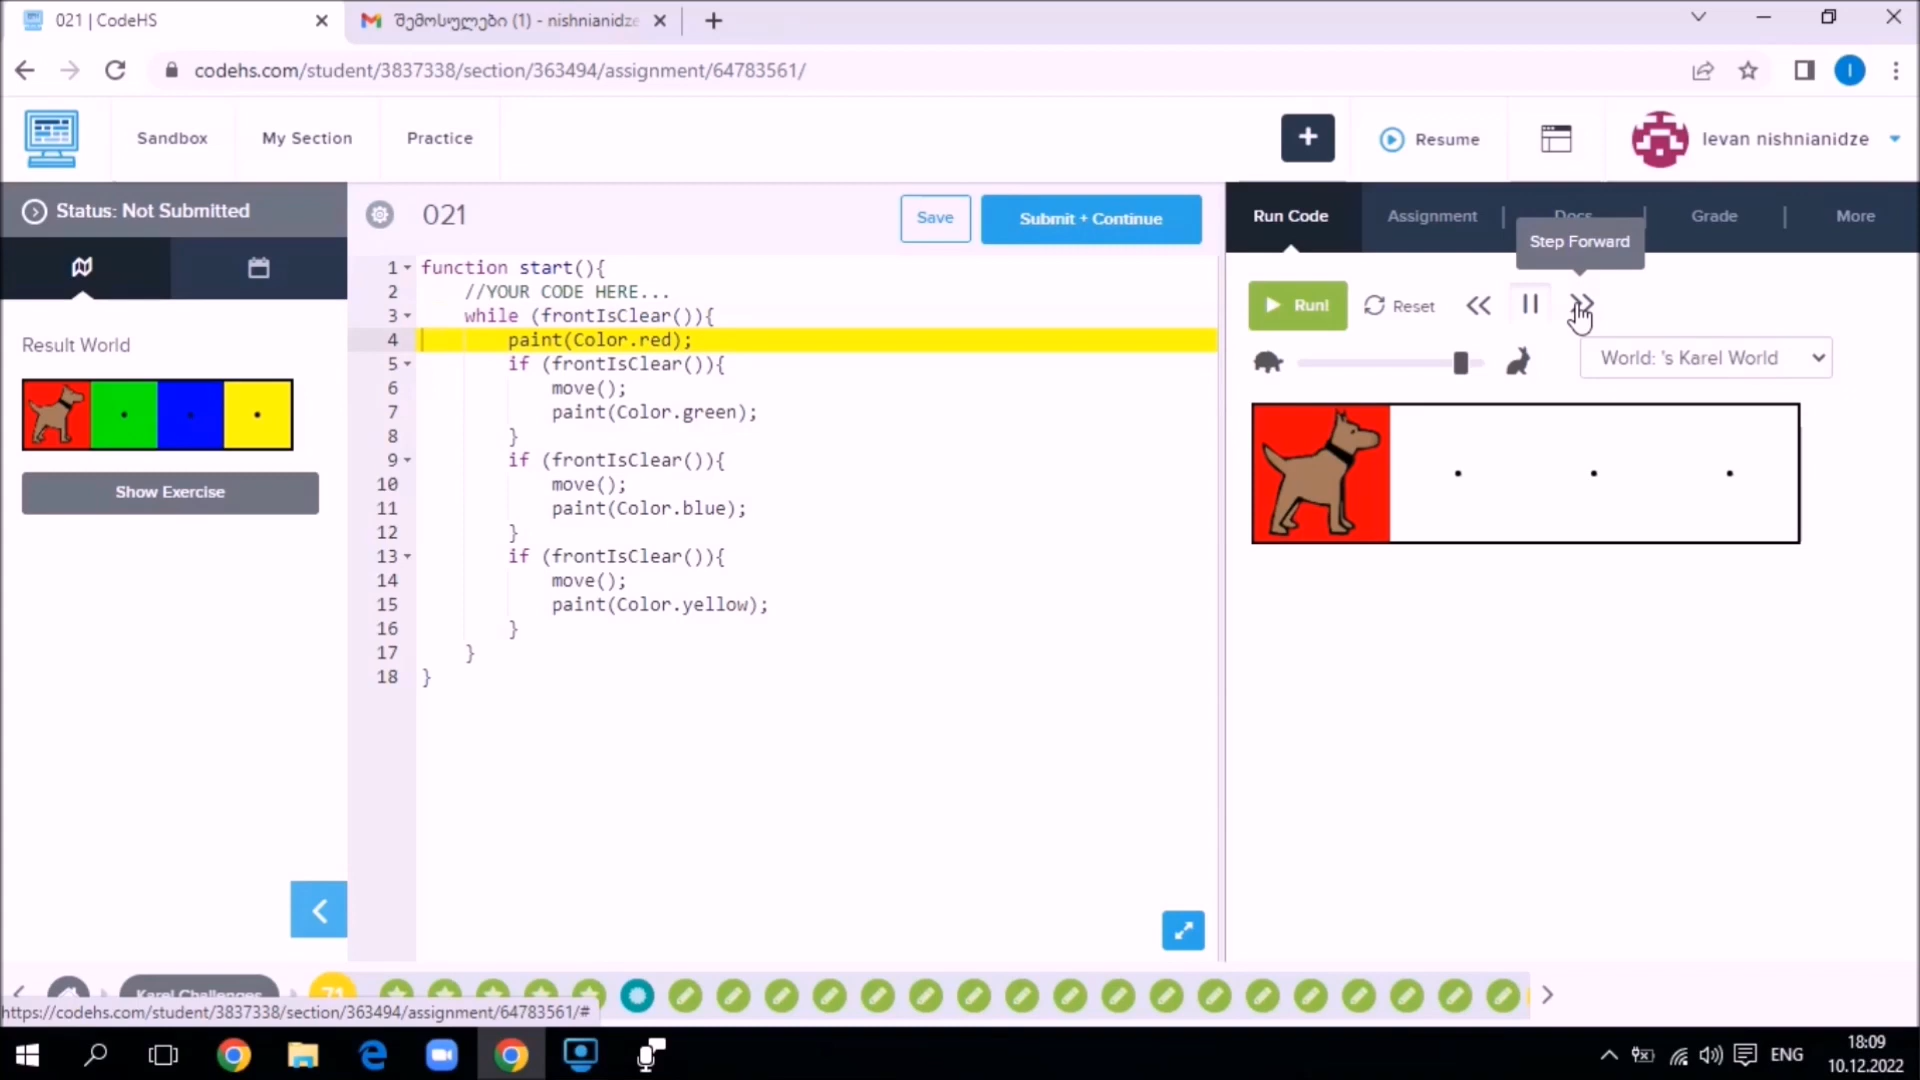 021 | CodeHS
შემოსულები (1) - nishnianidze
codehs.com/student/3837338/section/363494/assignment/64783561/
I
Sandbox
My Section
Practice
+
Resume
levan nishnianidze
Status: Not Submitted
021
Save
Submit + Continue
Run Code
Assignment
Docs
Grade
More
Step Forward
Result World
Show Exercise
1 function start(){
2 //YOUR CODE HERE...
3 while (frontIsClear()){
4 paint(Color.red);
5 if (frontIsClear()){
6 move();
7 paint(Color.green);
8 }
9 if (frontIsClear()){
10 move();
11 paint(Color.blue);
12 }
13 if (frontIsClear()){
14 move();
15 paint(Color.yellow);
16 }
17 }
18 }
Run!
Reset
World: 's Karel World
Karel Challenges
71
https://codehs.com/student/3837338/section/363494/assignment/64783561/#
ENG
18:09
10.12.2022